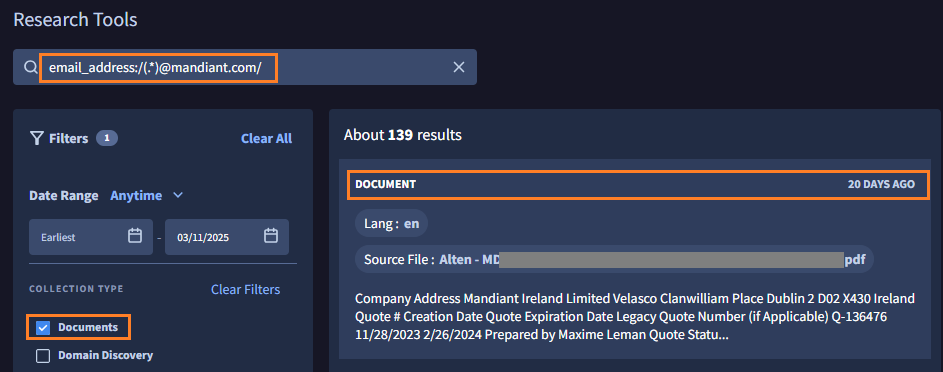 Research Tools
email_address:/(.*)@mandiant.com/
Filters 1 Clear All
Date Range Anytime
Earliest - 03/11/2025
COLLECTION TYPE Clear Filters
Documents
Domain Discovery
About 139 results
DOCUMENT 20 DAYS AGO
Lang : en
Source File : Alten - MD pdf
Company Address Mandiant Ireland Limited Velasco Clanwilliam Place Dublin 2 D02 X430 Ireland
Quote # Creation Date Quote Expiration Date Legacy Quote Number (if Applicable) Q-136476
11/28/2023 2/26/2024 Prepared by Maxime Leman Quote Statu...